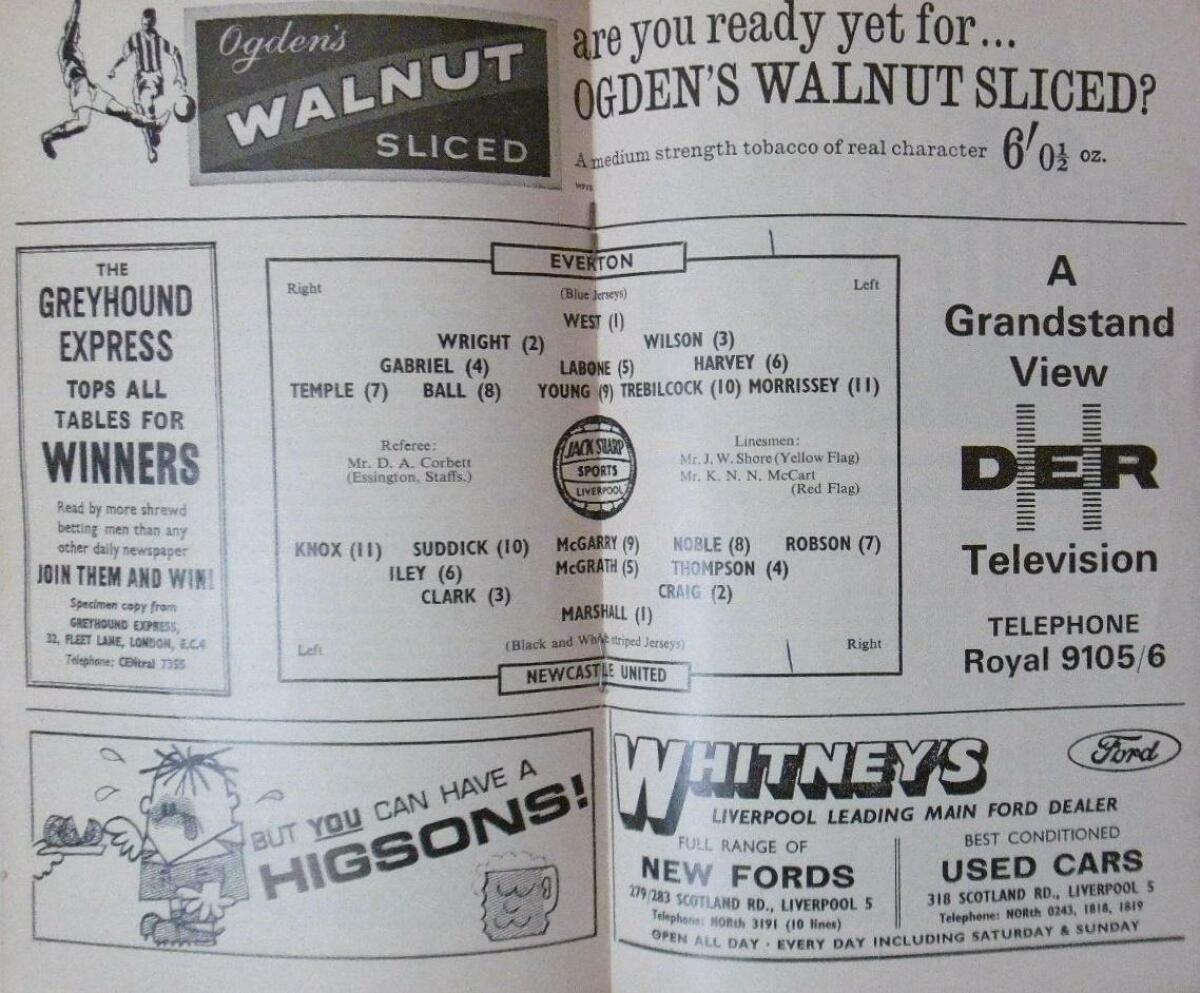 Ogden's
WALNUT
SLICED
are you ready yet for...
OGDEN'S WALNUT SLICED?
A medium strength tobacco of real character 6'0½ oz.
THE
GREYHOUND
EXPRESS
TOPS ALL
TABLES FOR
WINNERS
Read by more shrewd
betting men than any
other daily newspaper
JOIN THEM AND WIN!
Specimen copy from
GREYHOUND EXPRESS,
32, FLEET LANE, LONDON, E.C.4
Telephone: CENtral 7355
EVERTON
Right
(Blue Jerseys)
Left
WEST (1)
WRIGHT (2) WILSON (3)
GABRIEL (4) LABONE (5) HARVEY (6)
TEMPLE (7) BALL (8) YOUNG (9) TREBILCOCK (10) MORRISSEY (11)
Referee:
Mr. D. A. Corbett
(Essington, Staffs.)
JACK SHARP
SPORTS
LIVERPOOL
Linesmen:
Mr. J. W. Shore (Yellow Flag)
Mr. K. N. N. McCart
(Red Flag)
KNOX (11) SUDDICK (10) McGARRY (9) NOBLE (8) ROBSON (7)
ILEY (6) McGRATH (5) THOMPSON (4)
CLARK (3) CRAIG (2)
MARSHALL (1)
Left
(Black and White striped Jerseys)
Right
NEWCASTLE UNITED
A
Grandstand
View
DER
Television
TELEPHONE
Royal 9105/6
BUT YOU CAN HAVE A
HIGSONS!
WHITNEY'S
Ford
LIVERPOOL LEADING MAIN FORD DEALER
FULL RANGE OF
NEW FORDS
279/283 SCOTLAND RD., LIVERPOOL 5
Telephone: NORth 3191 (10 lines)
BEST CONDITIONED
USED CARS
318 SCOTLAND RD., LIVERPOOL 5
Telephone: NORth 0243, 1818, 1819
OPEN ALL DAY · EVERY DAY INCLUDING SATURDAY & SUNDAY